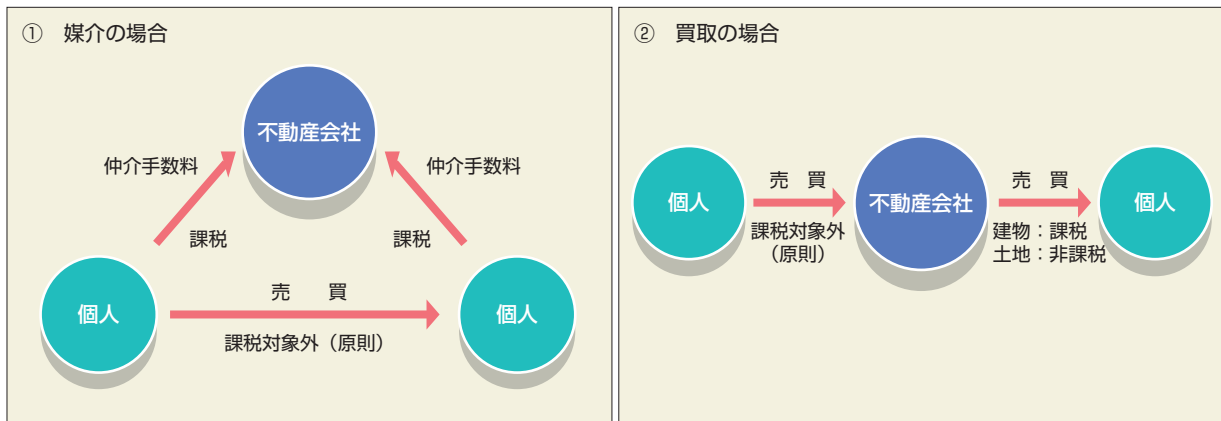 ① 媒介の場合
不動産会社
仲介手数料
仲介手数料
課税
課税
個人
売 買
個人
課税対象外（原則）
② 買取の場合
個人
売 買
課税対象外
（原則）
不動産会社
売 買
建物：課税
土地：非課税
個人